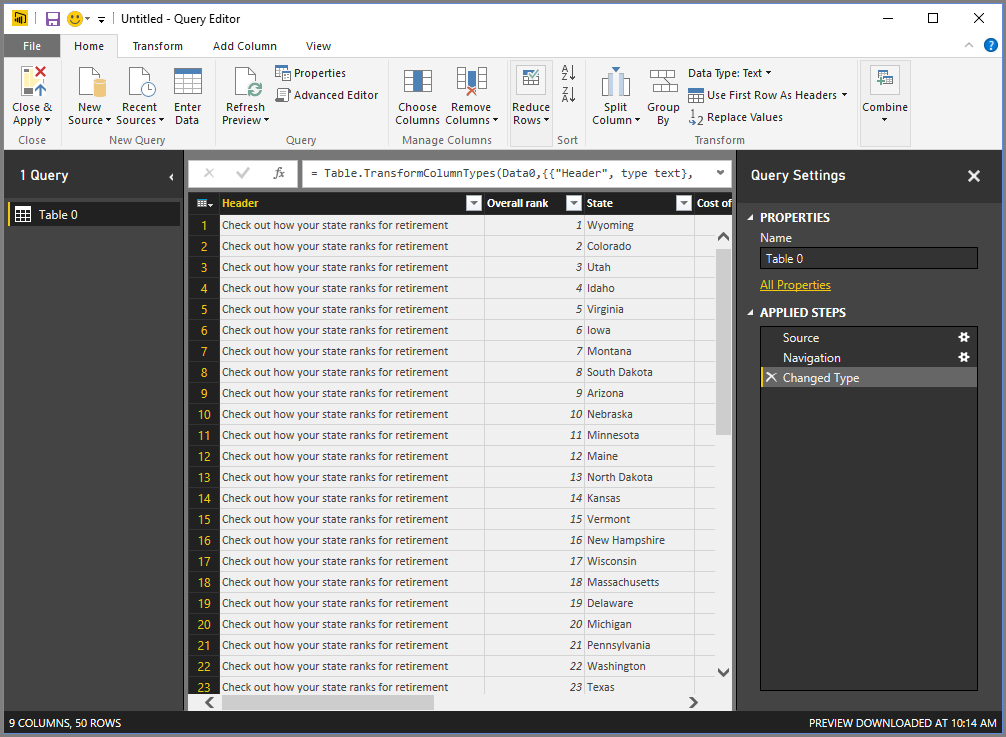 Untitled - Query Editor
File Home Transform Add Column View
Close & Apply
New Source
Recent Sources
Enter Data
Refresh Preview
Properties
Advanced Editor
Choose Columns
Remove Columns
Reduce Rows
A Z
Z A
Split Column
Group By
Data Type: Text
Use First Row As Headers
1 2 Replace Values
Combine
Close New Query Query Manage Columns Sort Transform
1 Query
Table 0
fx = Table.TransformColumnTypes(Data0,{{"Header", type text},
Header Overall rank State Cost of
1 Check out how your state ranks for retirement 1 Wyoming
2 Check out how your state ranks for retirement 2 Colorado
3 Check out how your state ranks for retirement 3 Utah
4 Check out how your state ranks for retirement 4 Idaho
5 Check out how your state ranks for retirement 5 Virginia
6 Check out how your state ranks for retirement 6 Iowa
7 Check out how your state ranks for retirement 7 Montana
8 Check out how your state ranks for retirement 8 South Dakota
9 Check out how your state ranks for retirement 9 Arizona
10 Check out how your state ranks for retirement 10 Nebraska
11 Check out how your state ranks for retirement 11 Minnesota
12 Check out how your state ranks for retirement 12 Maine
13 Check out how your state ranks for retirement 13 North Dakota
14 Check out how your state ranks for retirement 14 Kansas
15 Check out how your state ranks for retirement 15 Vermont
16 Check out how your state ranks for retirement 16 New Hampshire
17 Check out how your state ranks for retirement 17 Wisconsin
18 Check out how your state ranks for retirement 18 Massachusetts
19 Check out how your state ranks for retirement 19 Delaware
20 Check out how your state ranks for retirement 20 Michigan
21 Check out how your state ranks for retirement 21 Pennsylvania
22 Check out how your state ranks for retirement 22 Washington
23 Check out how your state ranks for retirement 23 Texas
Query Settings
PROPERTIES
Name
Table 0
All Properties
APPLIED STEPS
Source
Navigation
Changed Type
9 COLUMNS, 50 ROWS
PREVIEW DOWNLOADED AT 10:14 AM